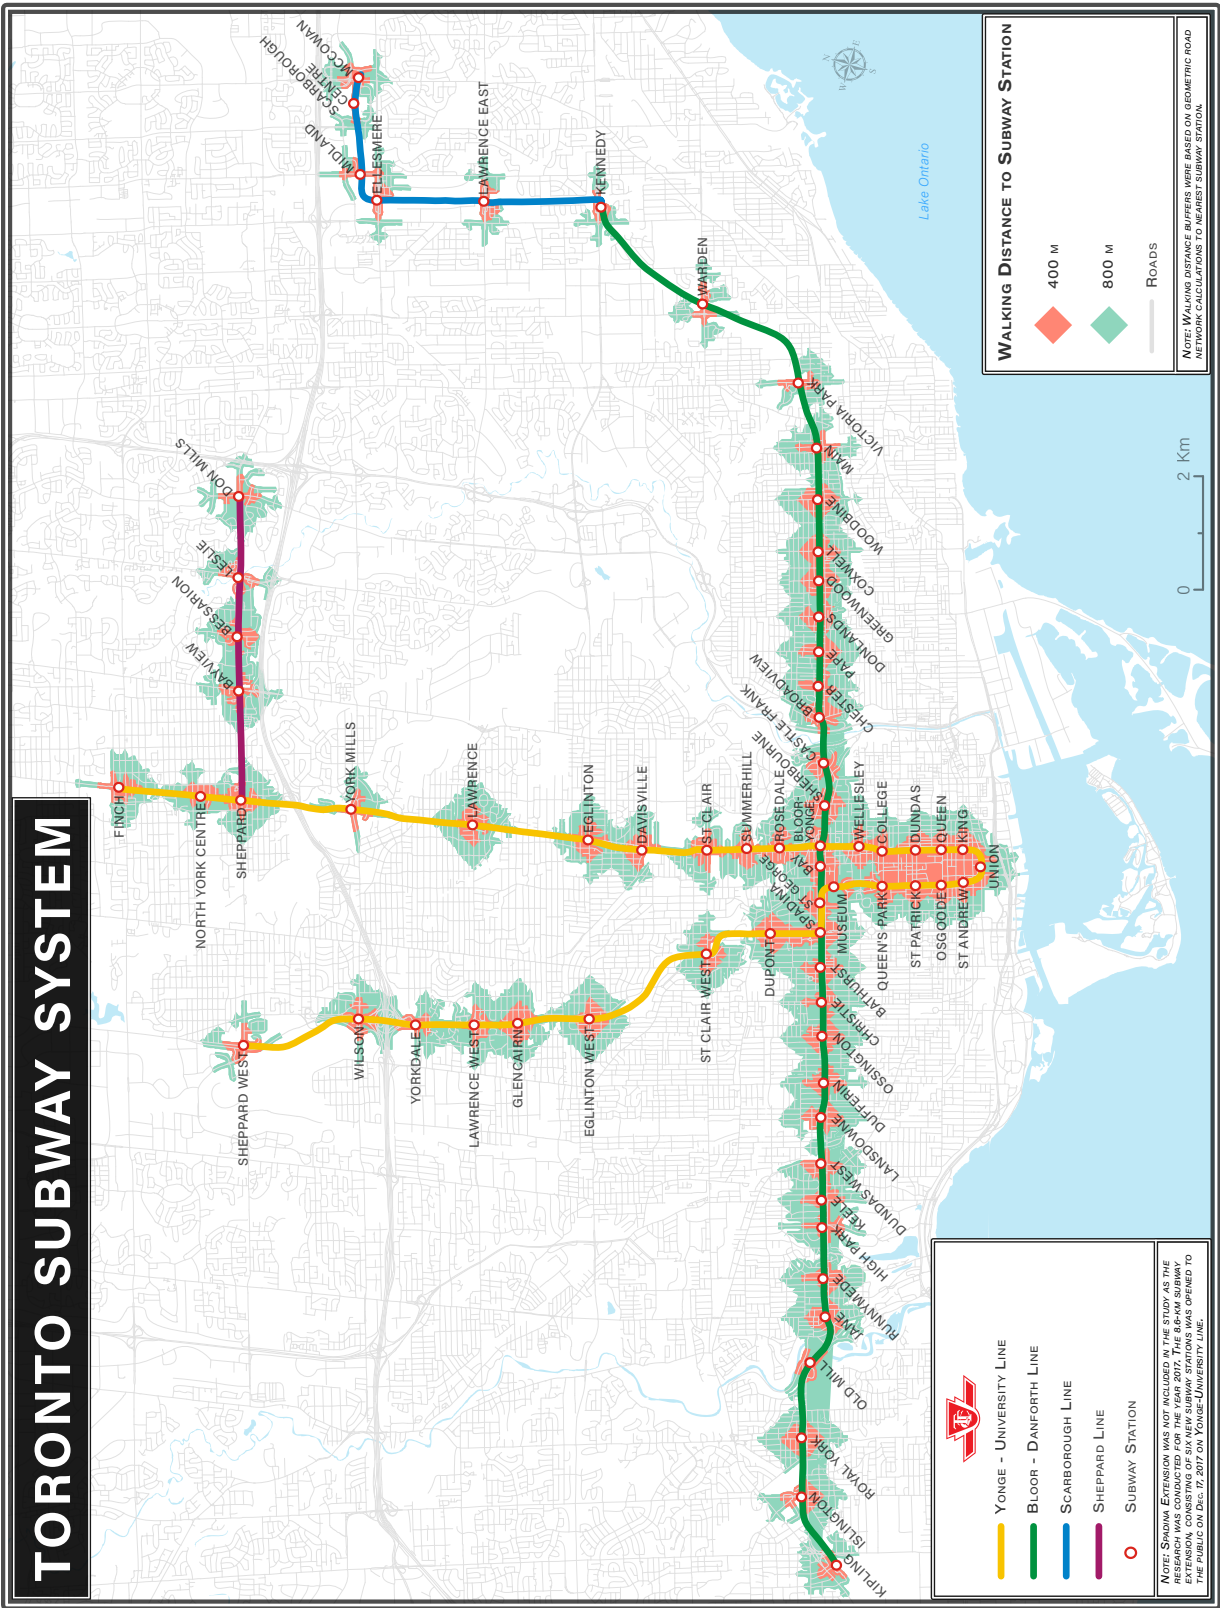 TORONTO SUBWAY SYSTEM
FINCH
NORTH YORK CENTRE
SHEPPARD
YORK MILLS
LAWRENCE
EGLINTON
DAVISVILLE
ST CLAIR
SUMMERHILL
ROSEDALE
BLOOR-
YONGE
WELLESLEY
COLLEGE
DUNDAS
QUEEN
KING
UNION
ST ANDREW
OSGOODE
ST PATRICK
QUEEN'S PARK
MUSEUM
ST GEORGE
SPADINA
DUPONT
ST CLAIR WEST
EGLINTON WEST
GLENCAIRN
LAWRENCE WEST
YORKDALE
WILSON
SHEPPARD WEST
BAYVIEW
BESSARION
LESLIE
DON MILLS
MCCOWAN
SCARBOROUGH
CENTRE
MIDLAND
ELLESMERE
LAWRENCE EAST
KENNEDY
WARDEN
VICTORIA PARK
MAIN
WOODBINE
COXWELL
GREENWOOD
DONLANDS
PAPE
CHESTER
BROADVIEW
CASTLE FRANK
SHERBOURNE
BAY
BATHURST
CHRISTIE
OSSINGTON
DUFFERIN
LANSDOWNE
DUNDAS WEST
KEELE
HIGH PARK
RUNNYMEDE
JANE
OLD MILL
ROYAL YORK
ISLINGTON
KIPLING
Lake Ontario
N
E
S
W
0 2 Km
WALKING DISTANCE TO SUBWAY STATION
400 M
800 M
ROADS
NOTE: WALKING DISTANCE BUFFERS WERE BASED ON GEOMETRIC ROAD
NETWORK CALCULATIONS TO NEAREST SUBWAY STATION.
TTC
YONGE - UNIVERSITY LINE
BLOOR - DANFORTH LINE
SCARBOROUGH LINE
SHEPPARD LINE
SUBWAY STATION
NOTE: SPADINA EXTENSION WAS NOT INCLUDED IN THE STUDY AS THE
RESEARCH WAS CONDUCTED FOR THE YEAR 2017. THE 8.6-KM SUBWAY
EXTENSION, CONSISTING OF SIX NEW SUBWAY STATIONS WAS OPENED TO
THE PUBLIC ON DEC. 17, 2017 ON YONGE-UNIVERSITY LINE.